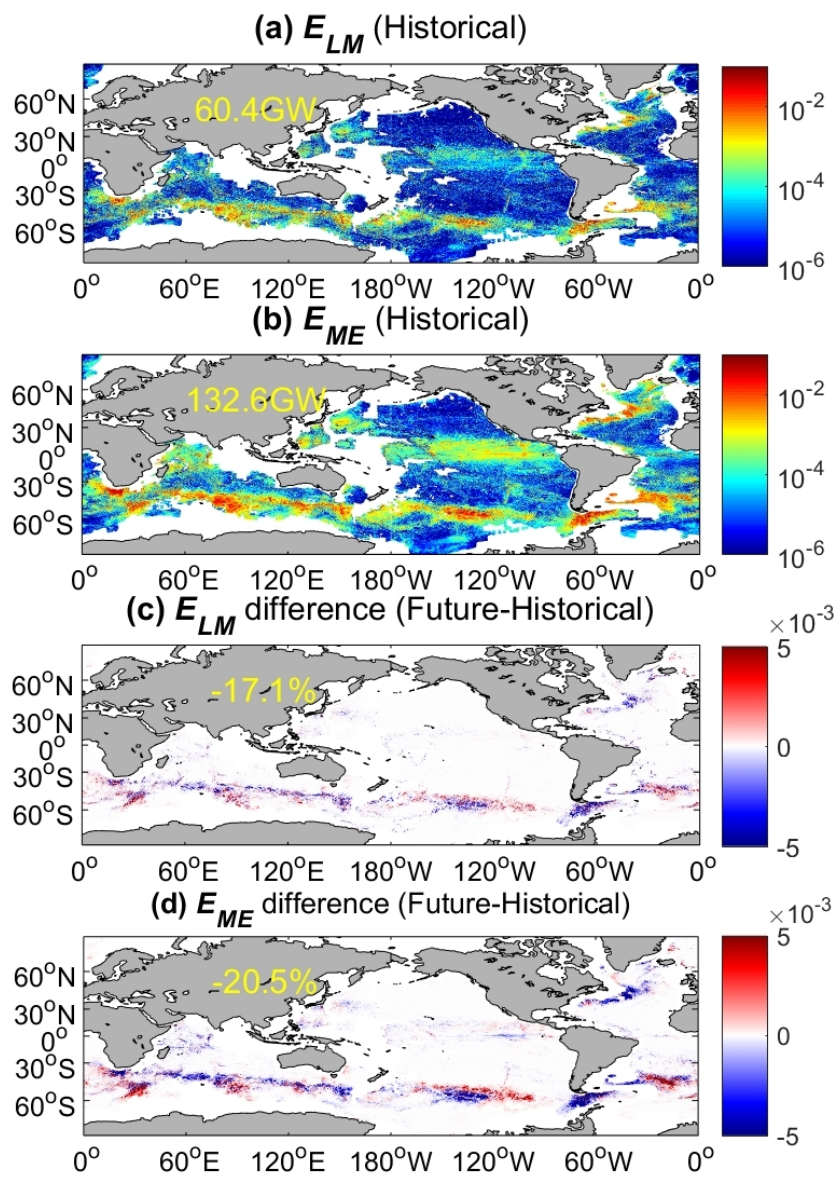 (a) E_LM (Historical)
60.4GW
60°N
30°N
0°
30°S
60°S
0° 60°E 120°E 180°W 120°W 60°W 0°
10⁻²
10⁻⁴
10⁻⁶
(b) E_ME (Historical)
132.6GW
60°N
30°N
0°
30°S
60°S
0° 60°E 120°E 180°W 120°W 60°W 0°
10⁻²
10⁻⁴
10⁻⁶
(c) E_LM difference (Future-Historical)
-17.1%
60°N
30°N
0°
30°S
60°S
0° 60°E 120°E 180°W 120°W 60°W 0°
×10⁻³
5
0
-5
(d) E_ME difference (Future-Historical)
-20.5%
60°N
30°N
0°
30°S
60°S
0° 60°E 120°E 180°W 120°W 60°W 0°
×10⁻³
5
0
-5